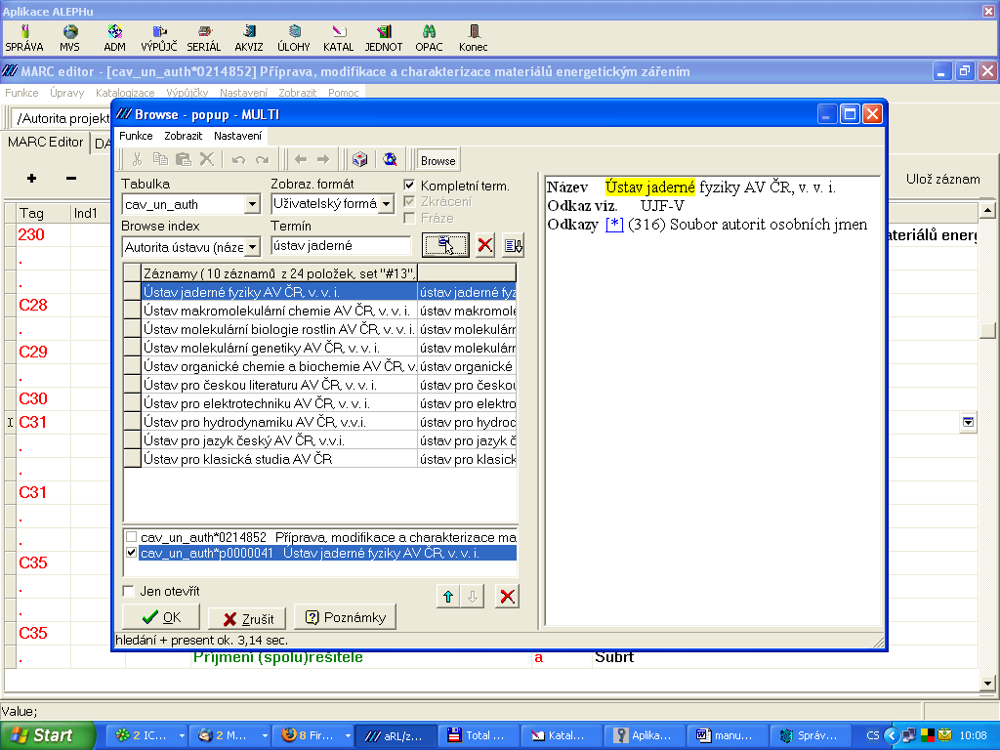 Aplikace ALEPHu
SPRÁVA MVS ADM VÝPŮJČ SERIÁL AKVIZ ÚLOHY KATAL JEDNOT OPAC Konec
MARC editor - [cav_un_auth*0214852] Příprava, modifikace a charakterizace materiálů energetickým zářením
Funkce Úpravy Katalogizace Výpůjčky Nastavení Zobrazit Pomoc
/Autorita projekt
MARC Editor DA
Uložť záznam
Tag Ind1
230
ateriálů energ
C28
C29
C30
C31
C31
C35
C35
Příjmení (spolu)řešitele a Šubrt
Browse - popup - MULTI
Funkce Zobrazit Nastavení
Browse
Tabulka Zobraz. formát Kompletní term.
cav_un_auth Uživatelský formá Zkrácení
Browse index Termín Fráze
Autorita ústavu (náze ústav jaderné
Záznamy ( 10 záznamů z 24 položek, set "#13",
Ústav jaderné fyziky AV ČR, v. v. i. ústav jaderné fyz
Ústav makromolekulární chemie AV ČR, v. v. i. ústav makromole
Ústav molekulární biologie rostlin AV ČR, v. v. i. ústav molekulárn
Ústav molekulární genetiky AV ČR, v. v. i. ústav molekulárn
Ústav organické chemie a biochemie AV ČR, v. ústav organické
Ústav pro českou literaturu AV ČR, v. v. i. ústav pro českou
Ústav pro elektrotechniku AV ČR, v. v. i. ústav pro elektro
Ústav pro hydrodynamiku AV ČR, v.v.i. ústav pro hydrod
Ústav pro jazyk český AV ČR, v.v.i. ústav pro jazyk č
Ústav pro klasická studia AV ČR ústav pro klasick
cav_un_auth*0214852 Příprava, modifikace a charakterizace ma
cav_un_auth*p0000041 Ústav jaderné fyziky AV ČR, v. v. i.
Jen otevřít
OK Zrušit Poznámky
hledání + present ok. 3,14 sec.
Název Ústav jaderné fyziky AV ČR, v. v. i.
Odkaz viz. UJF-V
Odkazy [*] (316) Soubor autorit osobních jmen
Value;
Start 2 IC... 2 M... 8 Fir... aRL/z... Total ... Katal... Aplika... manu... Správ... CS 10:08